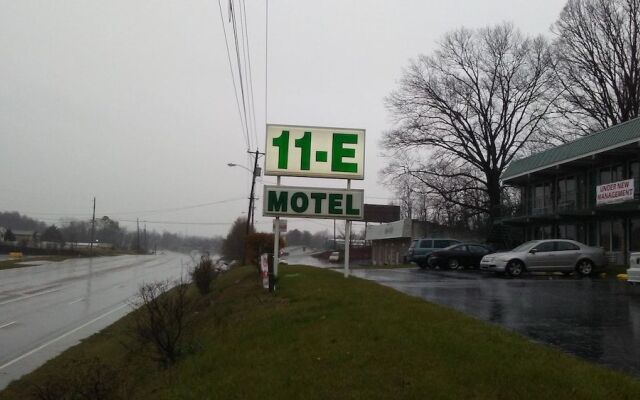 11-E
MOTEL
UNDER NEW
MANAGEMENT